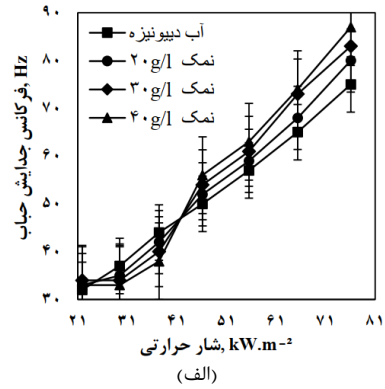 ۹۰
۸۰
۷۰
۶۰
۵۰
۴۰
۳۰
فرکانس جدایش حباب, Hz
آب دییونیزه
نمک ۲۰g/l
نمک ۳۰g/l
نمک ۴۰g/l
۲۱ ۳۱ ۴۱ ۵۱ ۶۱ ۷۱ ۸۱
شار حرارتی, kW.m-²
(الف)